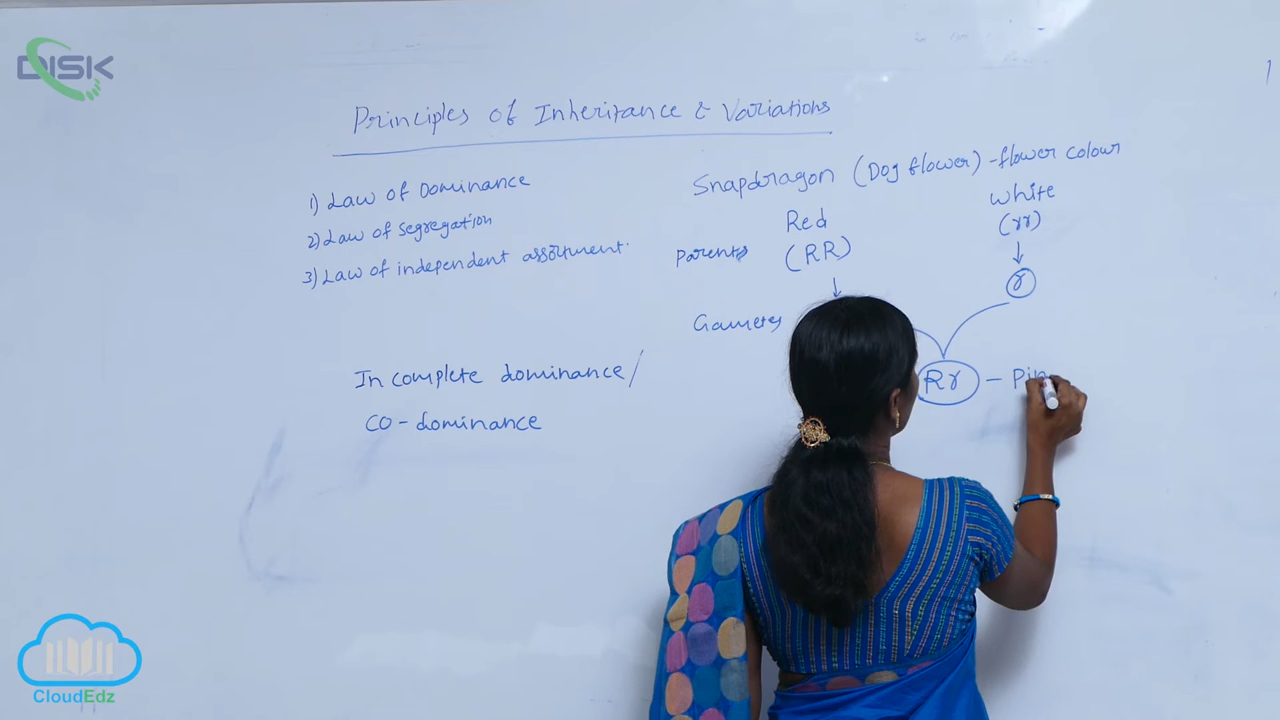 DISK
Principles of Inheritance & Variations
1) Law of Dominance
2) Law of segregation
3) Law of independent assortment.
In complete dominance/
CO-dominance
Snapdragon (Dog flower) - flower colour
Red
White
Parents (RR)
(rr)
r
Gametes
Rr - Pin
CloudEdz